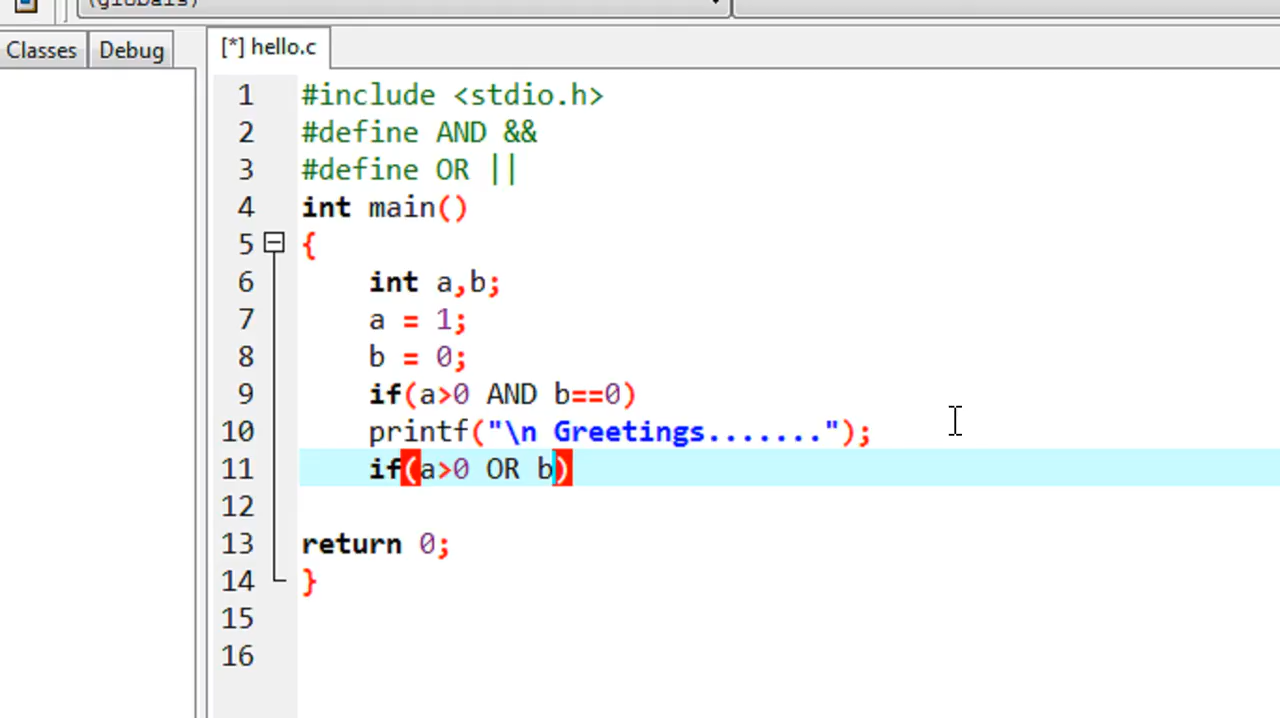 (globals)
Classes Debug [*] hello.c
1 #include <stdio.h>
2 #define AND &&
3 #define OR ||
4 int main()
5 {
6 int a,b;
7 a = 1;
8 b = 0;
9 if(a>0 AND b==0)
10 printf("\n Greetings.......");
11 if(a>0 OR b)
12
13 return 0;
14 }
15
16